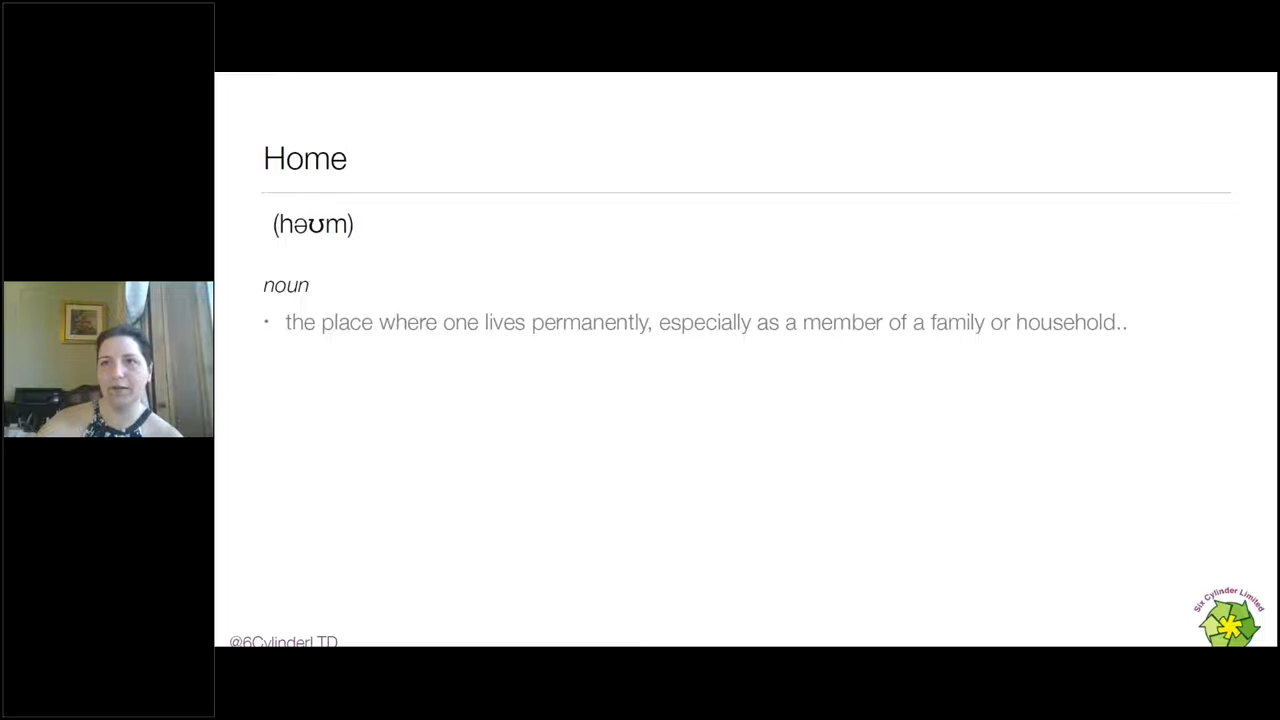 Home
(həʊm)
noun
• the place where one lives permanently, especially as a member of a family or household..
@6CylinderLTD
Six Cylinder Limited